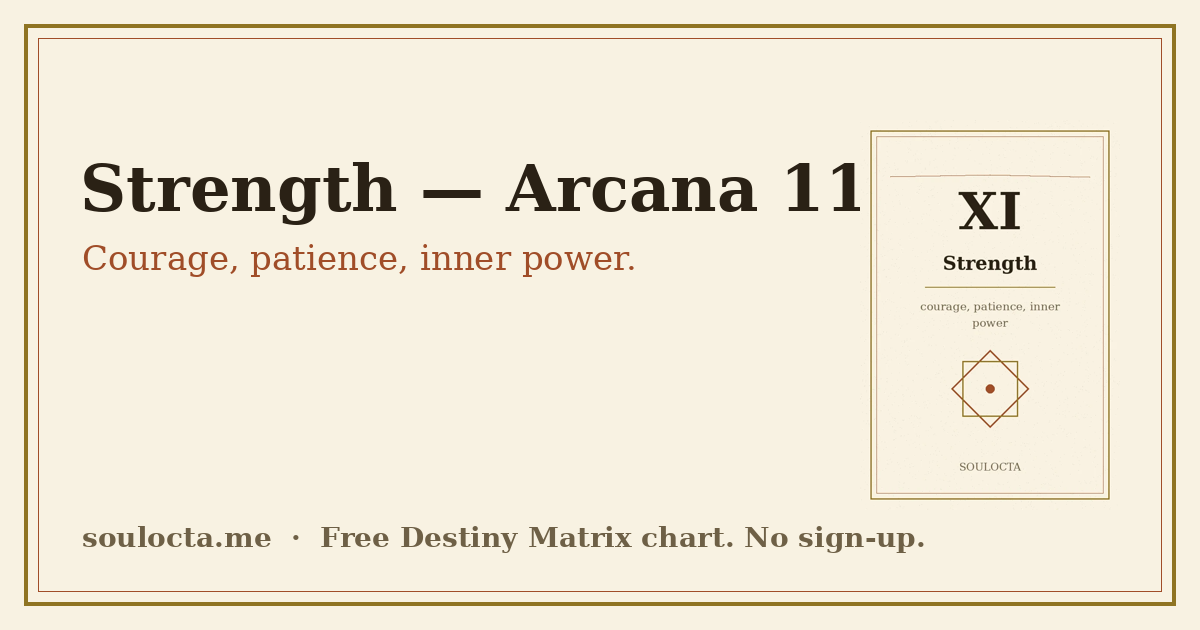 Strength — Arcana 11
Courage, patience, inner power.
XI
Strength
courage, patience, inner
power
SOULOCTA
soulocta.me · Free Destiny Matrix chart. No sign-up.